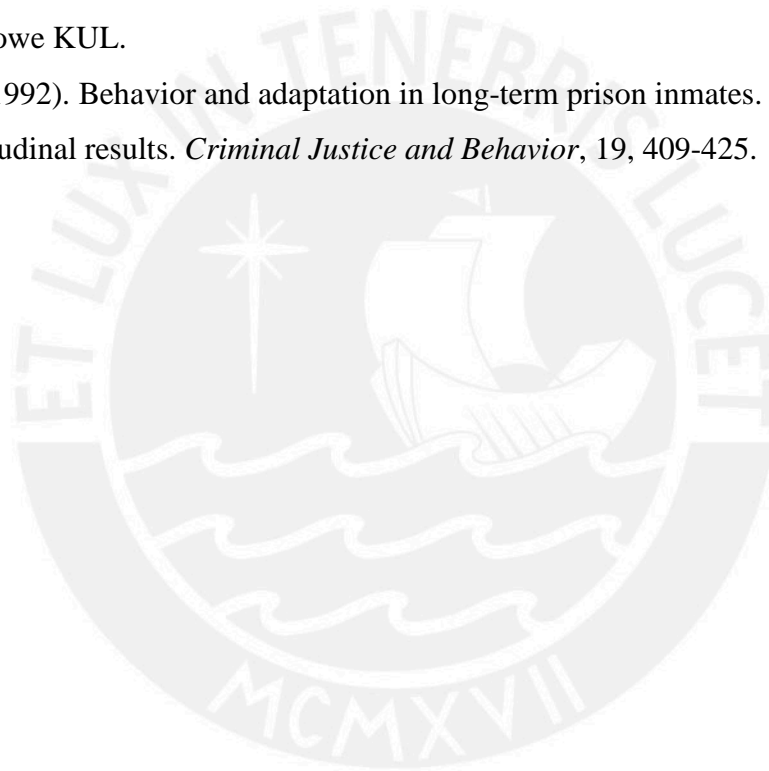 owe KUL.
992). Behavior and adaptation in long-term prison inmates.
udinal results. Criminal Justice and Behavior, 19, 409-425.
ET LUX IN TENEBRIS LUCET
MCMXVII